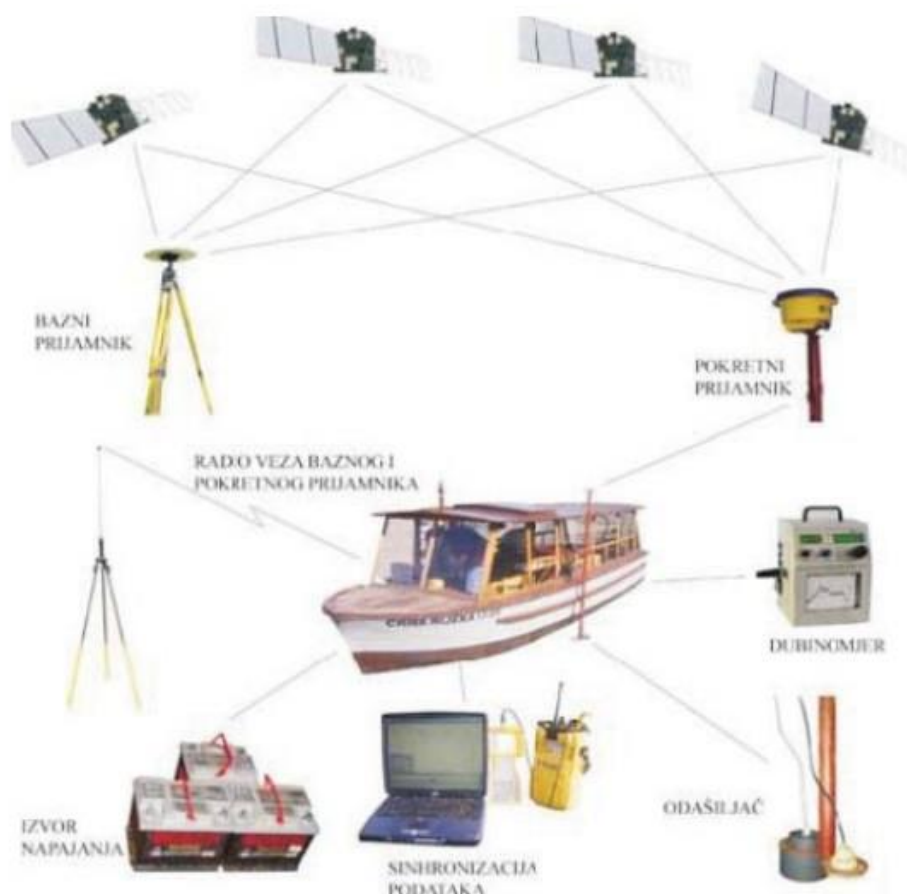 BAZNI
PRIJAMNIK
POKRETNI
PRIJAMNIK
RADIO VEZA BAZNOG I
POKRETNOG PRIJAMNIKA
DUBINOMJER
IZVOR
NAPAJANJA
SINHRONIZACIJA
PODATAKA
ODAŠILJAČ